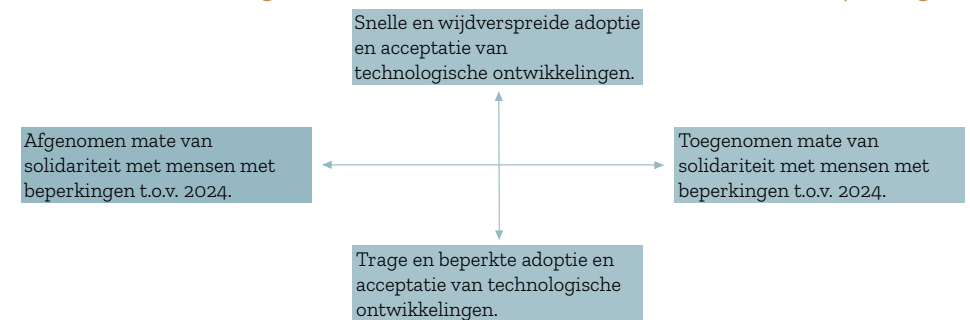 Snelle en wijdverspreide adoptie
en acceptatie van
technologische ontwikkelingen.
Afgenomen mate van
solidariteit met mensen met
beperkingen t.o.v. 2024.
Toegenomen mate van
solidariteit met mensen met
beperkingen t.o.v. 2024.
Trage en beperkte adoptie en
acceptatie van technologische
ontwikkelingen.